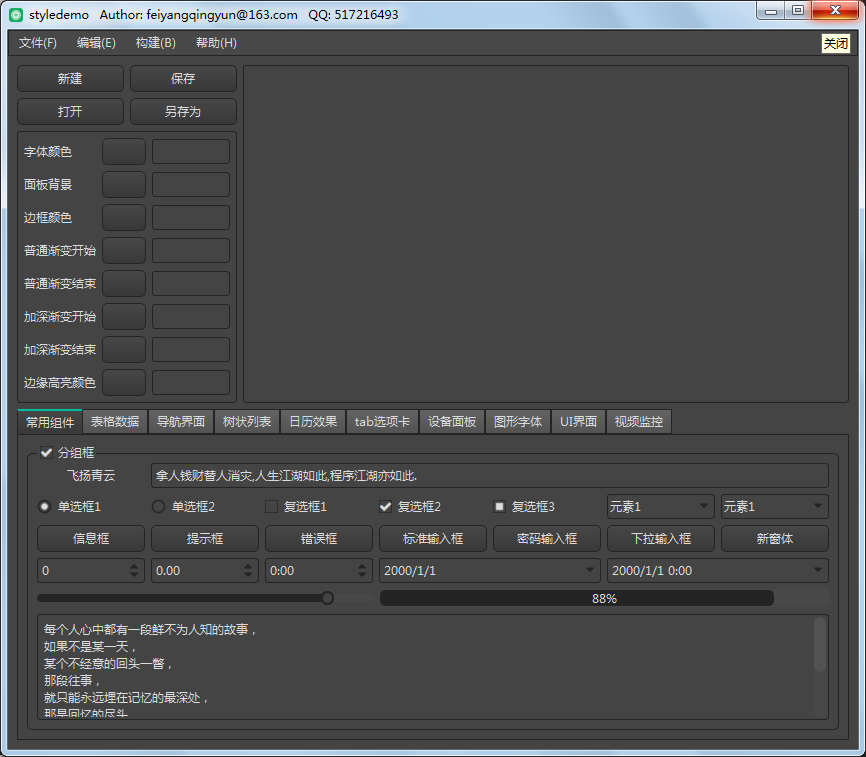 styledemo Author: feiyangqingyun@163.com QQ: 517216493
文件(F) 编辑(E) 构建(B) 帮助(H) 关闭
新建 保存
打开 另存为
字体颜色
面板背景
边框颜色
普通渐变开始
普通渐变结束
加深渐变开始
加深渐变结束
边缘高亮颜色
常用组件 表格数据 导航界面 树状列表 日历效果 tab选项卡 设备面板 图形字体 UI界面 视频监控
分组框
飞扬青云 拿人钱财替人消灾,人生江湖如此,程序江湖亦如此.
单选框1 单选框2 复选框1 复选框2 复选框3 元素1 元素1
信息框 提示框 错误框 标准输入框 密码输入框 下拉输入框 新窗体
0 0.00 0:00 2000/1/1 2000/1/1 0:00
88%
每个人心中都有一段鲜不为人知的故事，
如果不是某一天，
某个不经意的回头一瞥，
那段往事，
就只能永远埋在记忆的最深处，
那是回忆的尽头